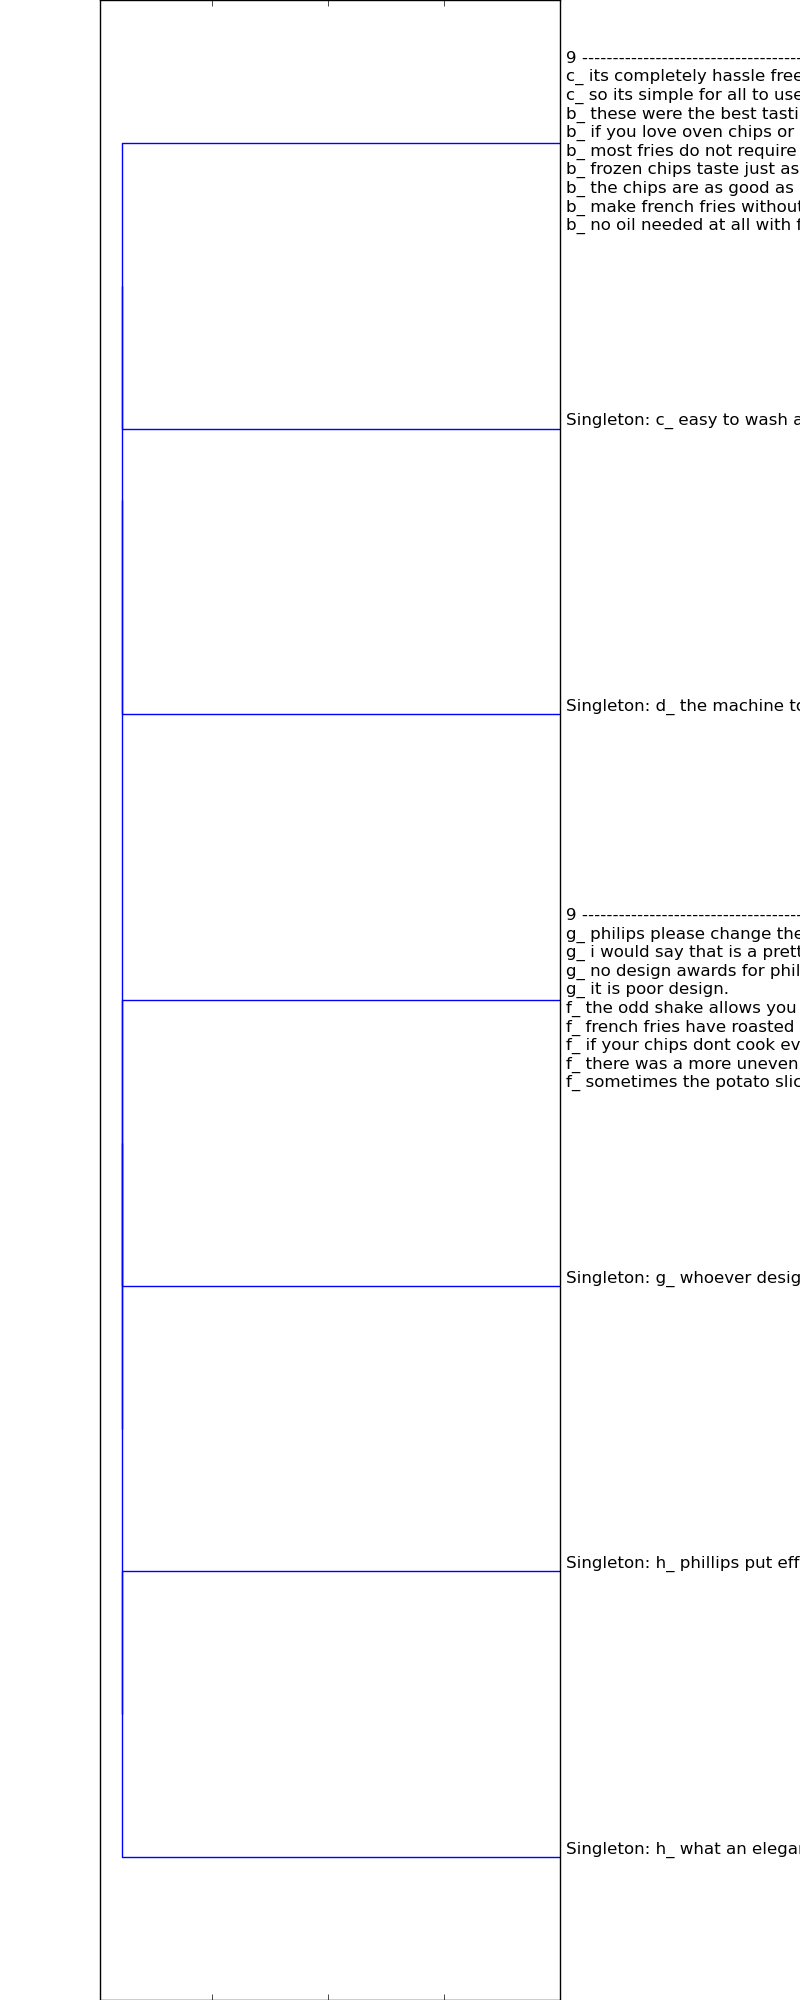 9 ------------------------------------
c_ its completely hassle free
c_ so its simple for all to use
b_ these were the best tasti
b_ if you love oven chips or
b_ most fries do not require
b_ frozen chips taste just as
b_ the chips are as good as
b_ make french fries without
b_ no oil needed at all with f
Singleton: c_ easy to wash a
Singleton: d_ the machine to
9 ------------------------------------
g_ philips please change the
g_ i would say that is a prett
g_ no design awards for phil
g_ it is poor design.
f_ the odd shake allows you
f_ french fries have roasted
f_ if your chips dont cook ev
f_ there was a more uneven
f_ sometimes the potato slic
Singleton: g_ whoever desig
Singleton: h_ phillips put eff
Singleton: h_ what an elegan